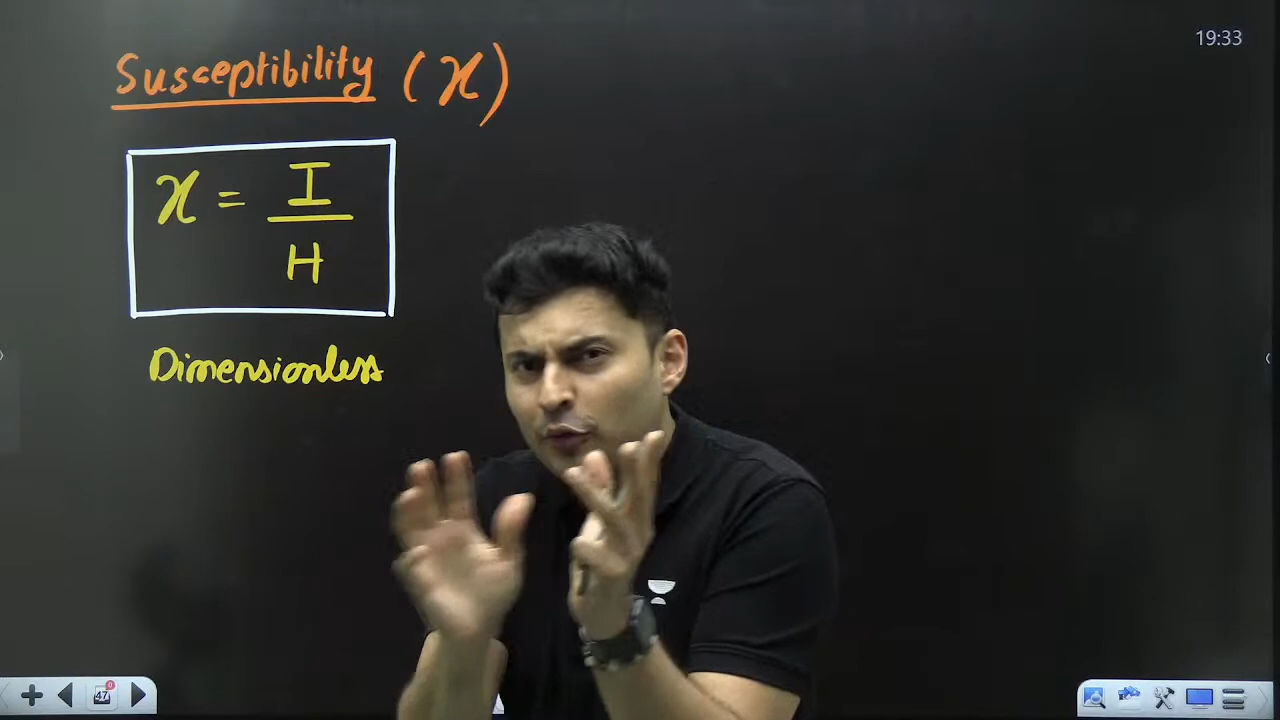 19:33
Susceptibility (χ)
χ = I
H
Dimensionless
47